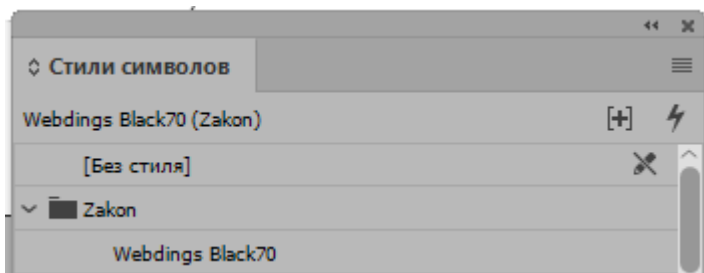 Стили символов
Webdings Black70 (Zakon)
[Без стиля]
Zakon
Webdings Black70